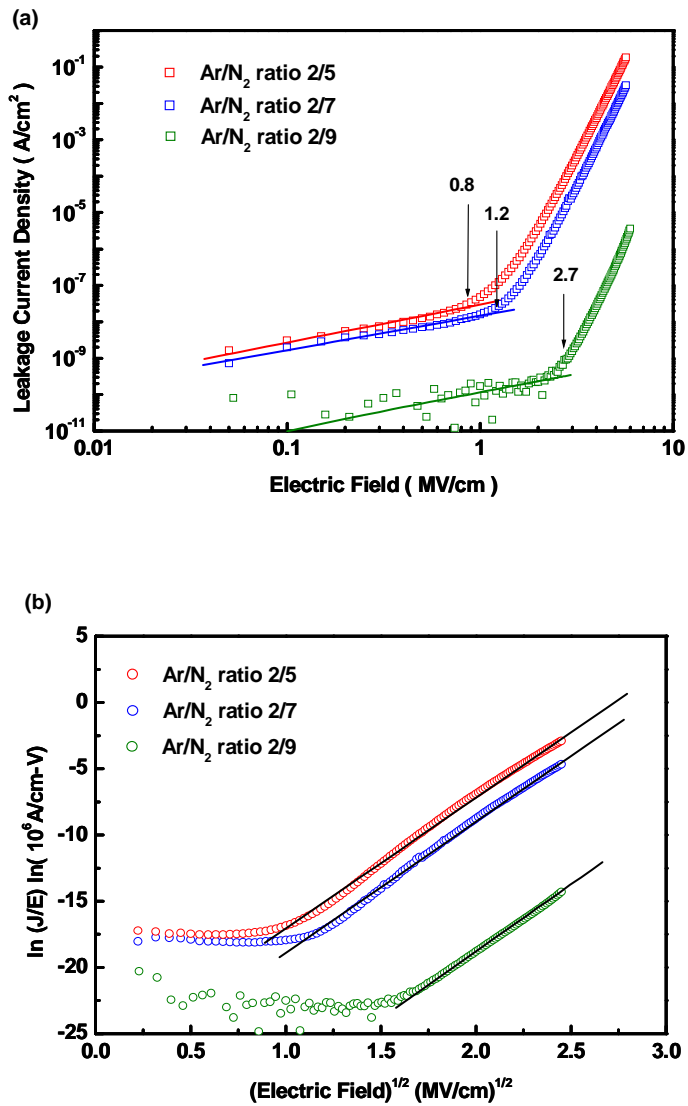 (a)
10⁻¹
10⁻³
10⁻⁵
10⁻⁷
10⁻⁹
10⁻¹¹
Leakage Current Density ( A/cm² )
Ar/N₂ ratio 2/5
Ar/N₂ ratio 2/7
Ar/N₂ ratio 2/9
0.8
1.2
2.7
0.01
0.1
1
10
Electric Field ( MV/cm )
(b)
5
0
-5
-10
-15
-20
-25
ln (J/E) ln( 10⁶A/cm-V)
Ar/N₂ ratio 2/5
Ar/N₂ ratio 2/7
Ar/N₂ ratio 2/9
0.0
0.5
1.0
1.5
2.0
2.5
3.0
(Electric Field)¹ᐟ² (MV/cm)¹ᐟ²